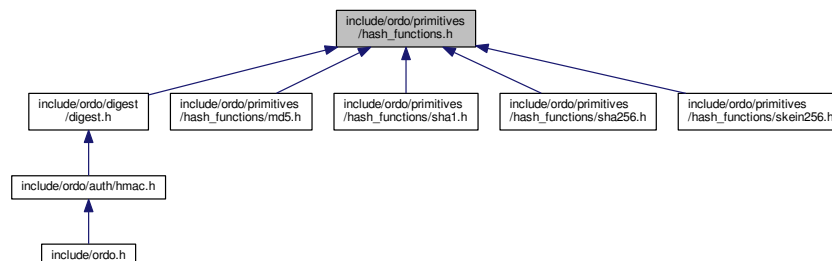 include/ordo/primitives
/hash_functions.h
include/ordo/digest
/digest.h
include/ordo/primitives
/hash_functions/md5.h
include/ordo/primitives
/hash_functions/sha1.h
include/ordo/primitives
/hash_functions/sha256.h
include/ordo/primitives
/hash_functions/skein256.h
include/ordo/auth/hmac.h
include/ordo.h